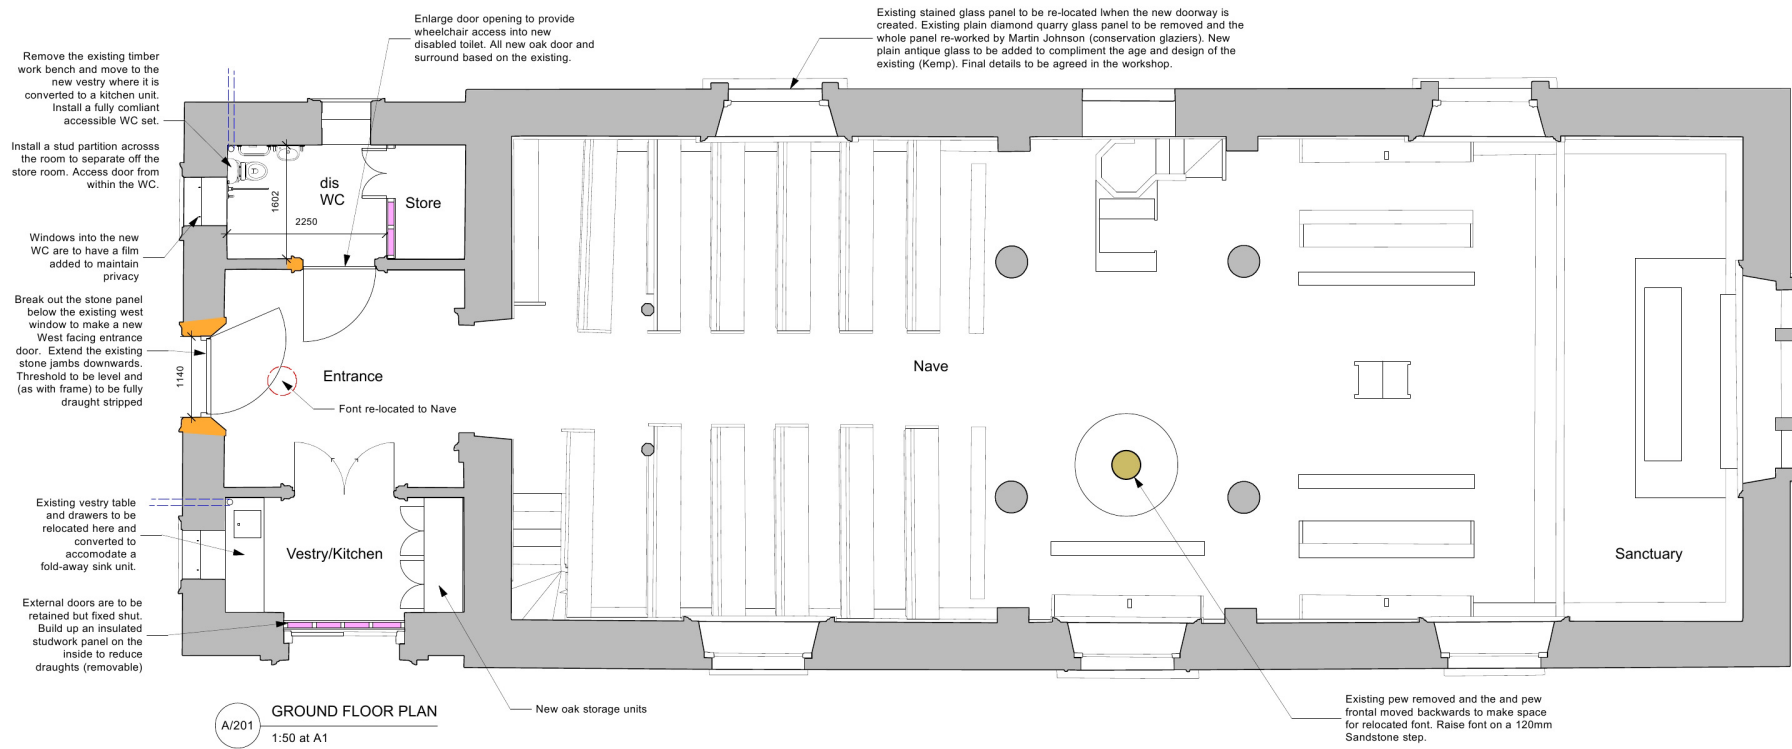 Enlarge door opening to provide
wheelchair access into new
disabled toilet. All new oak door and
surround based on the existing.
Existing stained glass panel to be re-located lwhen the new doorway is
created. Existing plain diamond quarry glass panel to be removed and the
whole panel re-worked by Martin Johnson (conservation glaziers). New
plain antique glass to be added to compliment the age and design of the
existing (Kemp). Final details to be agreed in the workshop.
Remove the existing timber
work bench and move to the
new vestry where it is
converted to a kitchen unit.
Install a fully comliant
accessible WC set.
Install a stud partition acrosss
the room to separate off the
store room. Access door from
within the WC.
Windows into the new
WC are to have a film
added to maintain
privacy
Break out the stone panel
below the existing west
window to make a new
West facing entrance
door.  Extend the existing
stone jambs downwards.
Threshold to be level and
(as with frame) to be fully
draught stripped
Existing vestry table
and drawers to be
relocated here and
converted to
accomodate a
fold-away sink unit.
External doors are to be
retained but fixed shut.
Build up an insulated
studwork panel on the
inside to reduce
draughts (removable)
dis
WC
Store
1602
2250
1140
Entrance
Font re-located to Nave
Nave
Vestry/Kitchen
Sanctuary
New oak storage units
Existing pew removed and the and pew
frontal moved backwards to make space
for relocated font. Raise font on a 120mm
Sandstone step.
A/201
GROUND FLOOR PLAN
1:50 at A1